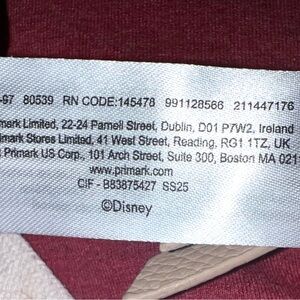 -97 80539 RN CODE:145478 991128566 211447176
mark Limited, 22-24 Parnell Street, Dublin, D01 P7W2, Ireland
imark Stores Limited, 41 West Street, Reading, RG1 1TZ, UK
Primark US Corp., 101 Arch Street, Suite 300, Boston MA 021
www.primark.com
CIF - B83875427 SS25
©Disney